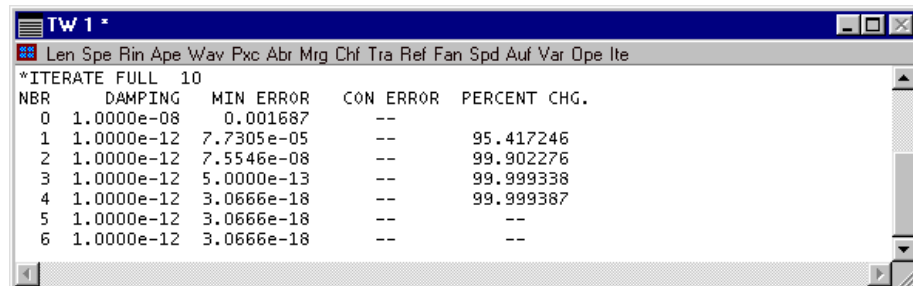 TW 1 *
Len Spe Rin Ape Wav Pxc Abr Mrg Chf Tra Ref Fan Spd Auf Var Ope Ite
*ITERATE FULL 10
NBR DAMPING MIN ERROR CON ERROR PERCENT CHG.
0 1.0000e-08 0.001687 --
1 1.0000e-12 7.7305e-05 -- 95.417246
2 1.0000e-12 7.5546e-08 -- 99.902276
3 1.0000e-12 5.0000e-13 -- 99.999338
4 1.0000e-12 3.0666e-18 -- 99.999387
5 1.0000e-12 3.0666e-18 -- --
6 1.0000e-12 3.0666e-18 -- --